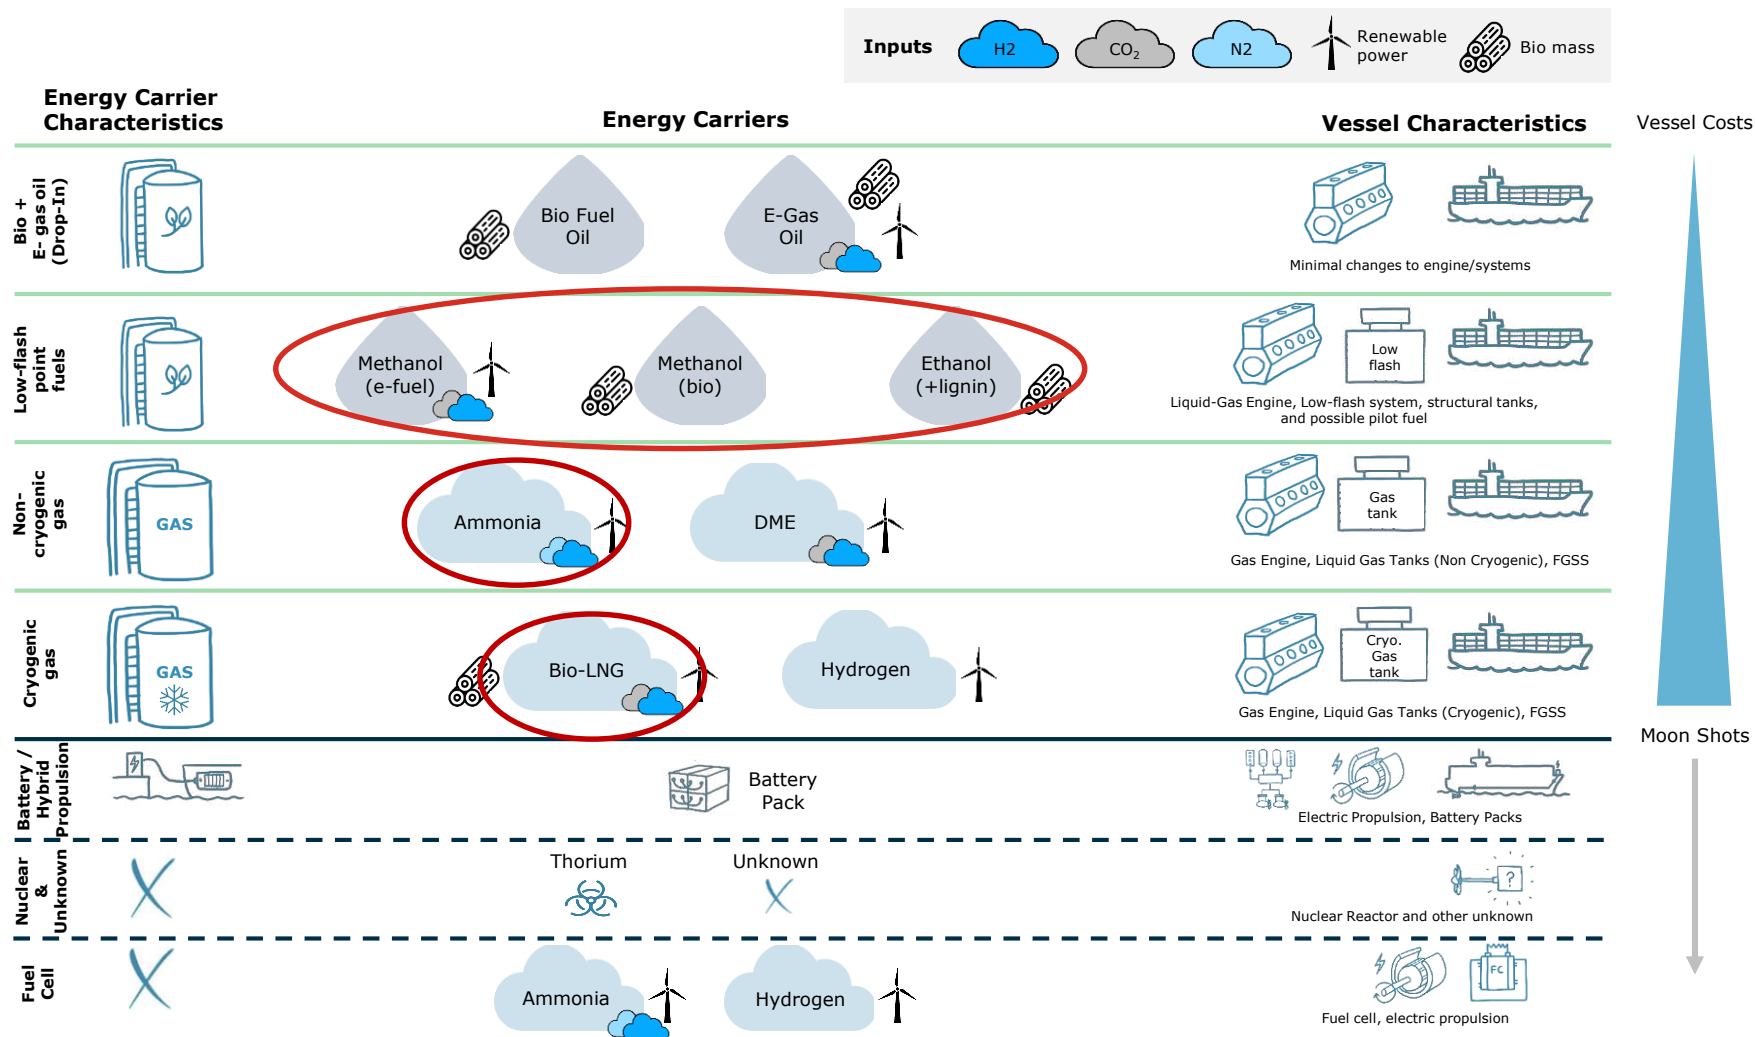 Inputs
H2
CO₂
N2
Renewable
power
Bio mass
Energy Carrier
Characteristics
Energy Carriers
Vessel Characteristics
Vessel Costs
Bio +
E- gas oil
(Drop-In)
Bio Fuel
Oil
E-Gas
Oil
Minimal changes to engine/systems
Low-flash
point
fuels
Methanol
(e-fuel)
Methanol
(bio)
Ethanol
(+lignin)
Low
flash
Liquid-Gas Engine, Low-flash system, structural tanks,
and possible pilot fuel
Non-
cryogenic
gas
GAS
Ammonia
DME
Gas
tank
Gas Engine, Liquid Gas Tanks (Non Cryogenic), FGSS
Cryogenic
gas
GAS
Bio-LNG
Hydrogen
Cryo.
Gas
tank
Gas Engine, Liquid Gas Tanks (Cryogenic), FGSS
Moon Shots
Battery /
Hybrid
Propulsion
Battery
Pack
Electric Propulsion, Battery Packs
Nuclear
&
Unknown
Thorium
Unknown
?
Nuclear Reactor and other unknown
Fuel
Cell
Ammonia
Hydrogen
FC
Fuel cell, electric propulsion